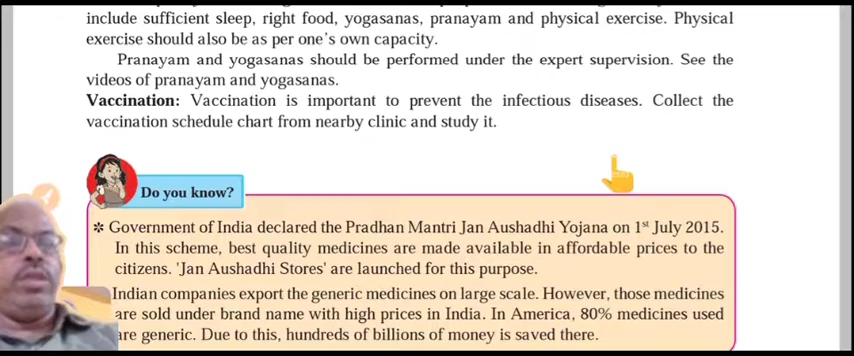 include sufficient sleep, right food, yogasanas, pranayam and physical exercise. Physical
exercise should also be as per one's own capacity.
Pranayam and yogasanas should be performed under the expert supervision. See the
videos of pranayam and yogasanas.
Vaccination: Vaccination is important to prevent the infectious diseases. Collect the
vaccination schedule chart from nearby clinic and study it.
Do you know?
✻ Government of India declared the Pradhan Mantri Jan Aushadhi Yojana on 1st July 2015.
In this scheme, best quality medicines are made available in affordable prices to the
citizens. 'Jan Aushadhi Stores' are launched for this purpose.
Indian companies export the generic medicines on large scale. However, those medicines
are sold under brand name with high prices in India. In America, 80% medicines used
are generic. Due to this, hundreds of billions of money is saved there.